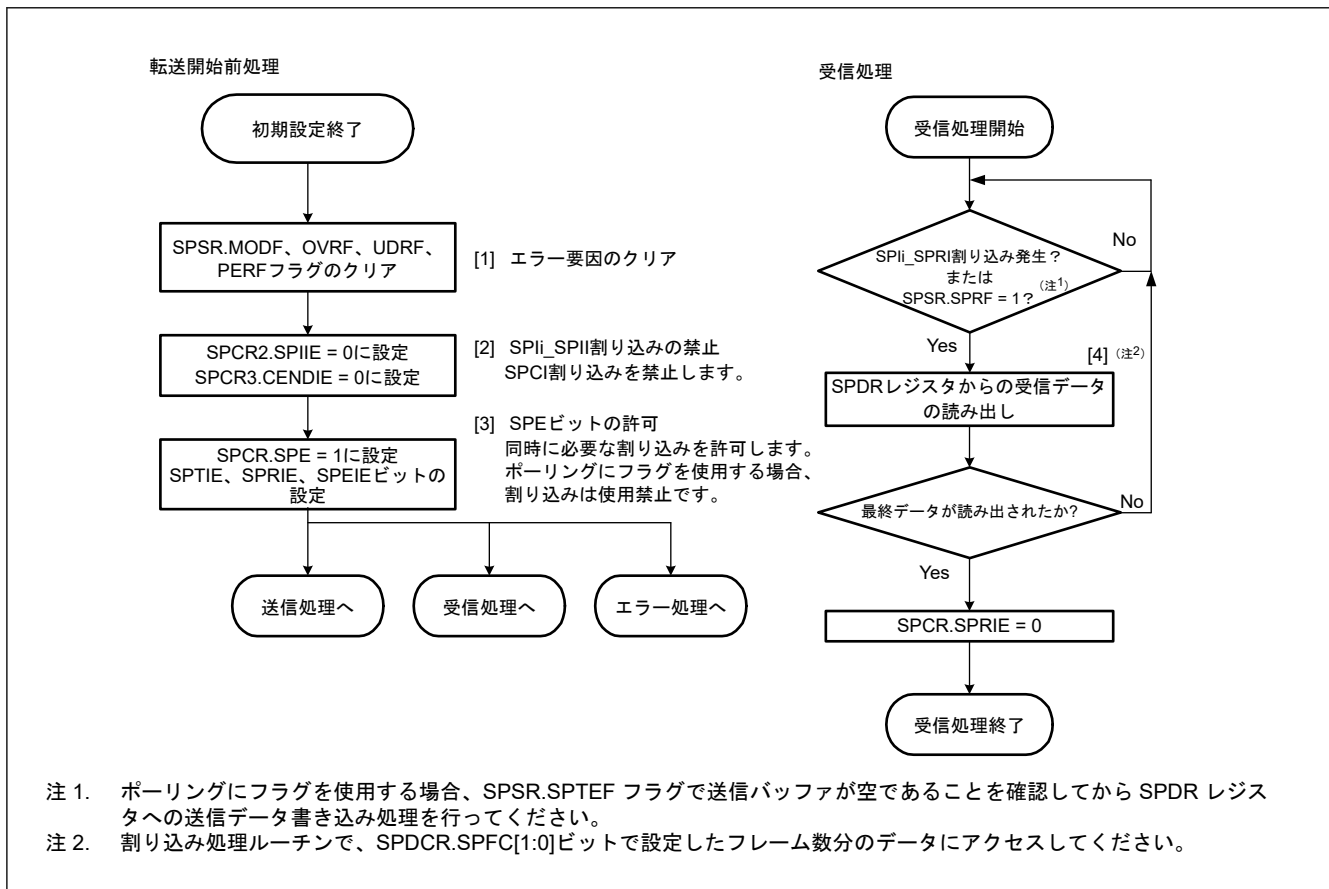 転送開始前処理
初期設定終了
SPSR.MODF、OVRF、UDRF、
PERFフラグのクリア
[1] エラー要因のクリア
SPCR2.SPIIE = 0に設定
SPCR3.CENDIE = 0に設定
[2] SPIi_SPII割り込みの禁止
SPCI割り込みを禁止します。
SPCR.SPE = 1に設定
SPTIE、SPRIE、SPEIEビットの
設定
[3] SPEビットの許可
同時に必要な割り込みを許可します。
ポーリングにフラグを使用する場合、
割り込みは使用禁止です。
送信処理へ
受信処理へ
エラー処理へ
受信処理
受信処理開始
SPIi_SPRI割り込み発生？
または
SPSR.SPRF = 1？（注1）
No
Yes
[4]（注2）
SPDRレジスタからの受信データ
の読み出し
最終データが読み出されたか?
No
Yes
SPCR.SPRIE = 0
受信処理終了
注 1. ポーリングにフラグを使用する場合、SPSR.SPTEF フラグで送信バッファが空であることを確認してから SPDR レジス
タへの送信データ書き込み処理を行ってください。
注 2. 割り込み処理ルーチンで、SPDCR.SPFC[1:0]ビットで設定したフレーム数分のデータにアクセスしてください。